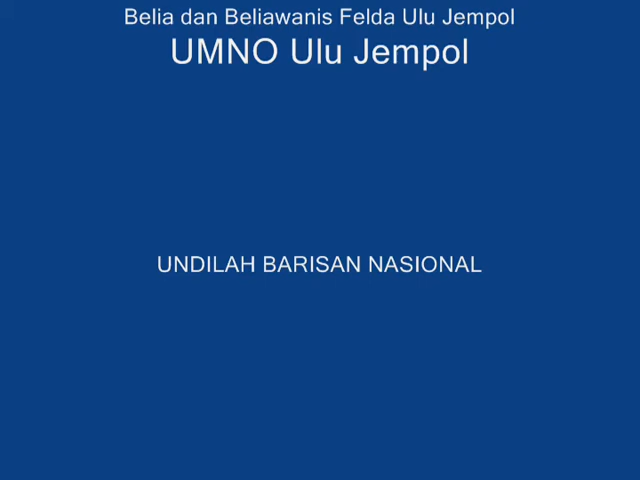 Belia dan Beliawanis Felda Ulu Jempol
UMNO Ulu Jempol
UNDILAH BARISAN NASIONAL